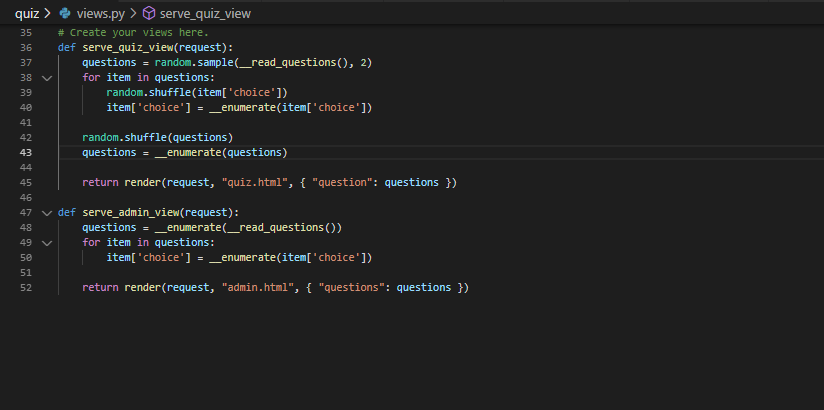 quiz > views.py > serve_quiz_view
35 # Create your views here.
36 def serve_quiz_view(request):
37     questions = random.sample(__read_questions(), 2)
38     for item in questions:
39         random.shuffle(item['choice'])
40         item['choice'] = __enumerate(item['choice'])
41
42     random.shuffle(questions)
43     questions = __enumerate(questions)
44
45     return render(request, "quiz.html", { "question": questions })
46
47 def serve_admin_view(request):
48     questions = __enumerate(__read_questions())
49     for item in questions:
50         item['choice'] = __enumerate(item['choice'])
51
52     return render(request, "admin.html", { "questions": questions })